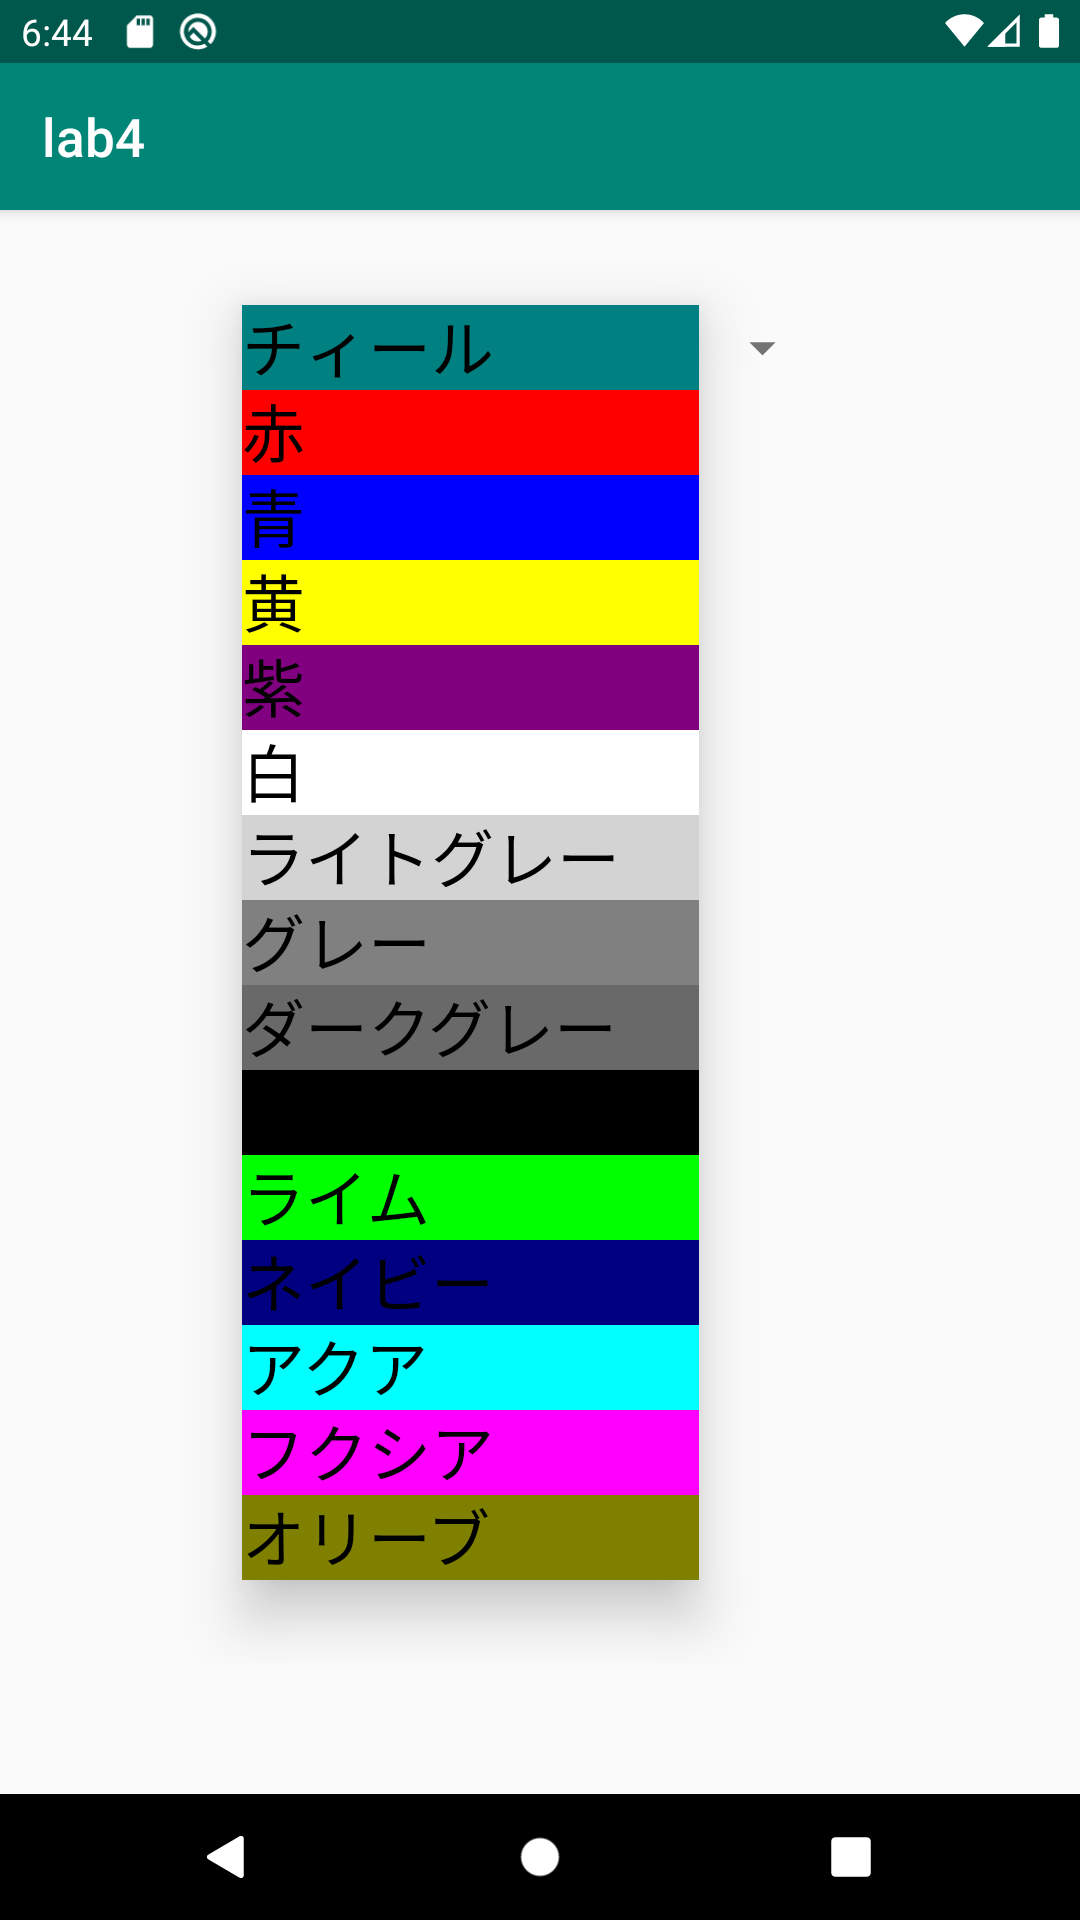 6:44
lab4
チィール
赤
青
黄
紫
白
ライトグレー
グレー
ダークグレー
ライム
ネイビー
アクア
フクシア
オリーブ